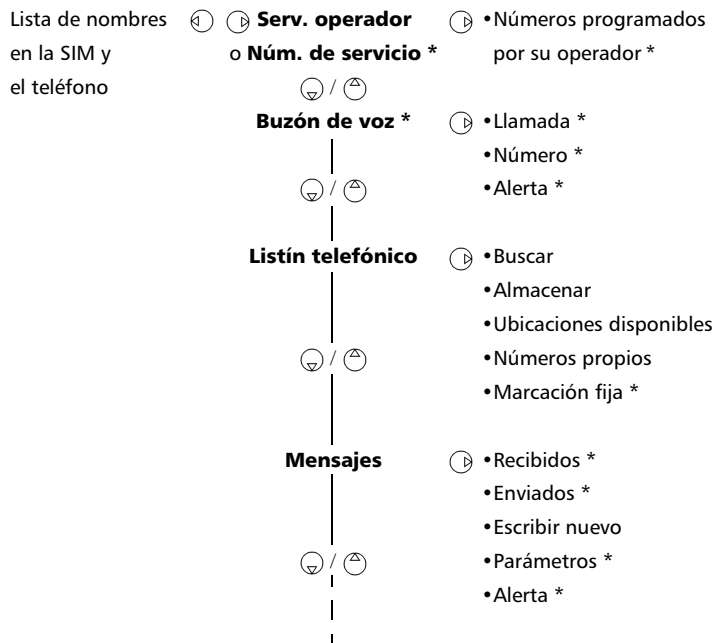 Lista de nombres
en la SIM y
el teléfono
Serv. operador
o Núm. de servicio *
•Números programados
por su operador *
/
Buzón de voz *
•Llamada *
•Número *
•Alerta *
/
Listín telefónico
•Buscar
•Almacenar
•Ubicaciones disponibles
•Números propios
•Marcación fija *
/
Mensajes
•Recibidos *
•Enviados *
•Escribir nuevo
•Parámetros *
•Alerta *
/